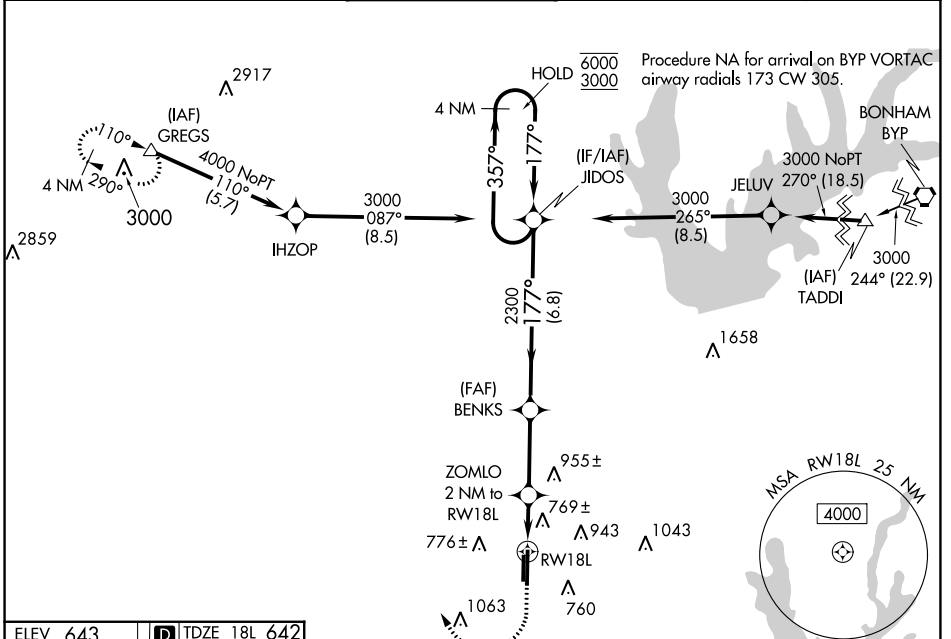 2917
HOLD
6000
3000
Procedure NA for arrival on BYP VORTAC
airway radials 173 CW 305.
4 NM
(IAF)
GREGS
110°
4 NM
290°
3000
4000 NoPT
110°
(5.7)
357°
177°
(IF/IAF)
JIDOS
BONHAM
BYP
3000 NoPT
270° (18.5)
JELUV
2859
IHZOP
3000
087°
(8.5)
3000
265°
(8.5)
(IAF)
TADDI
3000
244° (22.9)
2300
177°
(6.8)
1658
(FAF)
BENKS
ZOMLO
2 NM to
RW18L
955±
769±
776±
943
1043
RW18L
1063
760
MSA RW18L 25 NM
4000
ELEV 643
D TDZE 18L 642